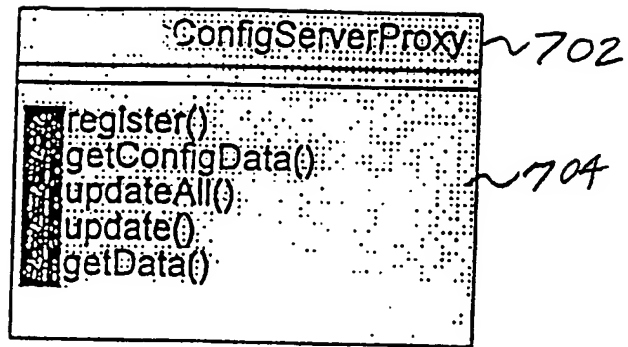 ConfigServerProxy 702
register()
getConfigData() 704
updateAll()
update()
getData()